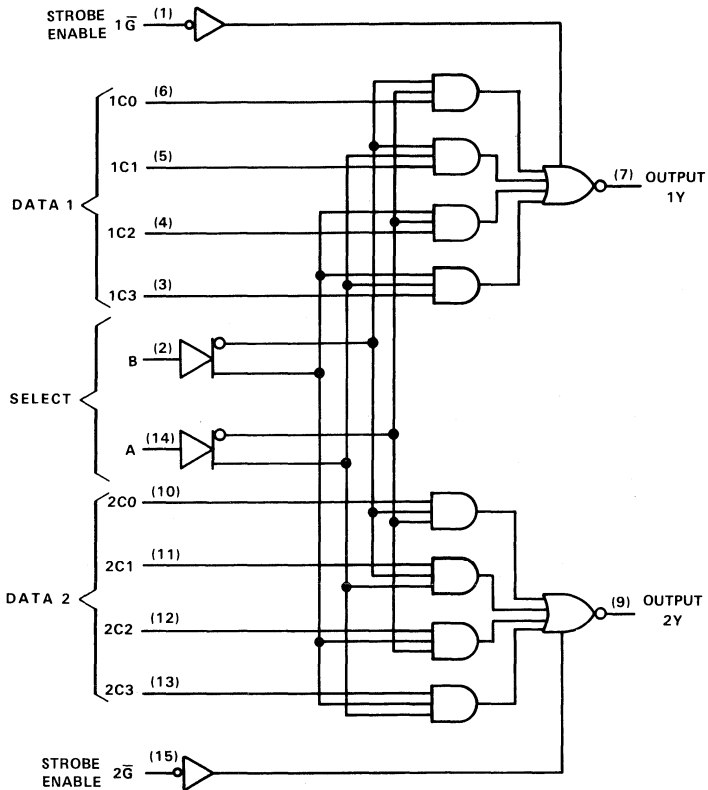 STROBE
ENABLE 1G̅ (1)
1C0 (6)
1C1 (5)
DATA 1
1C2 (4)
1C3 (3)
(7) OUTPUT
1Y
B (2)
SELECT
A (14)
2C0 (10)
2C1 (11)
DATA 2
2C2 (12)
2C3 (13)
(9) OUTPUT
2Y
STROBE
ENABLE 2G̅ (15)